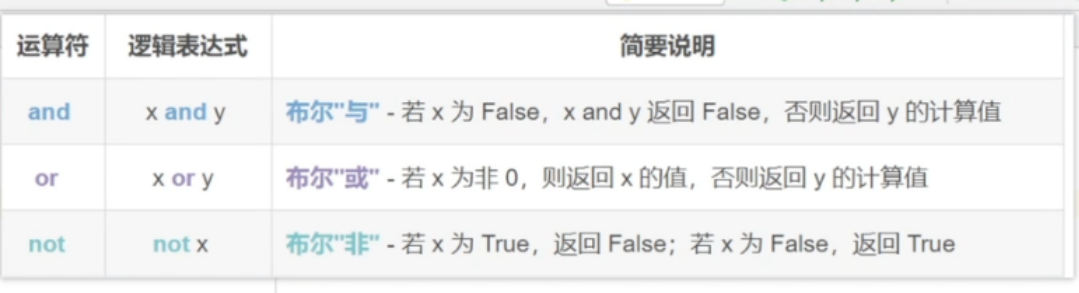 运算符 逻辑表达式 简要说明
and x and y 布尔"与" - 若 x 为 False，x and y 返回 False，否则返回 y 的计算值
or x or y 布尔"或" - 若 x 为非 0，则返回 x 的值，否则返回 y 的计算值
not not x 布尔"非" - 若 x 为 True，返回 False；若 x 为 False，返回 True